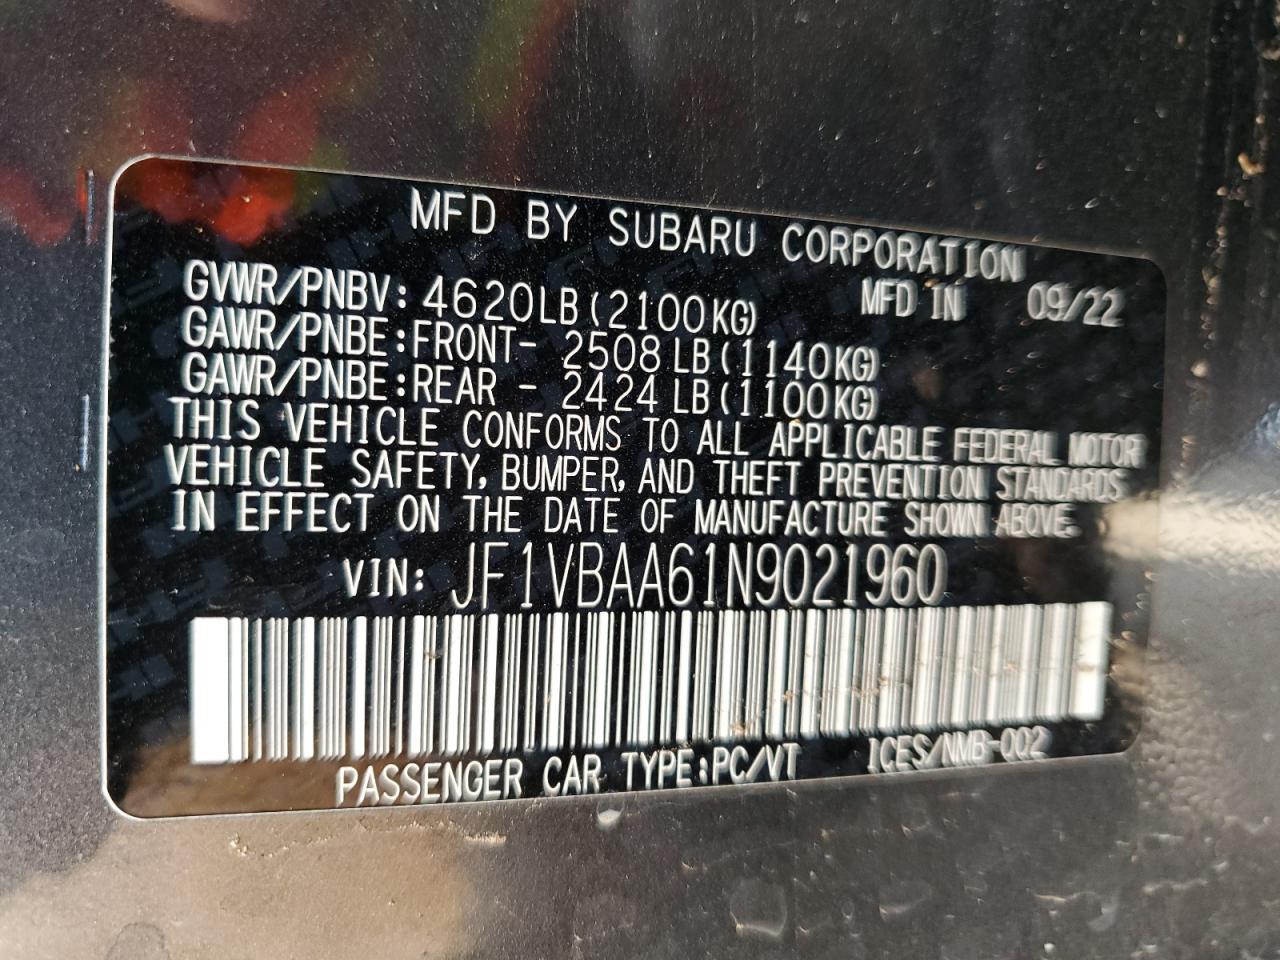 MFD BY SUBARU CORPORATION
GVWR/PNBV: 4620LB(2100KG) MFD IN 09/22
GAWR/PNBE:FRONT- 2508LB(1140KG)
GAWR/PNBE:REAR - 2424LB(1100KG)
THIS VEHICLE CONFORMS TO ALL APPLICABLE FEDERAL MOTOR
VEHICLE SAFETY, BUMPER, AND THEFT PREVENTION STANDARDS
IN EFFECT ON THE DATE OF MANUFACTURE SHOWN ABOVE.
VIN: JF1VBAA61N9021960
PASSENGER CAR TYPE:PC/VT ICES/NMB-002